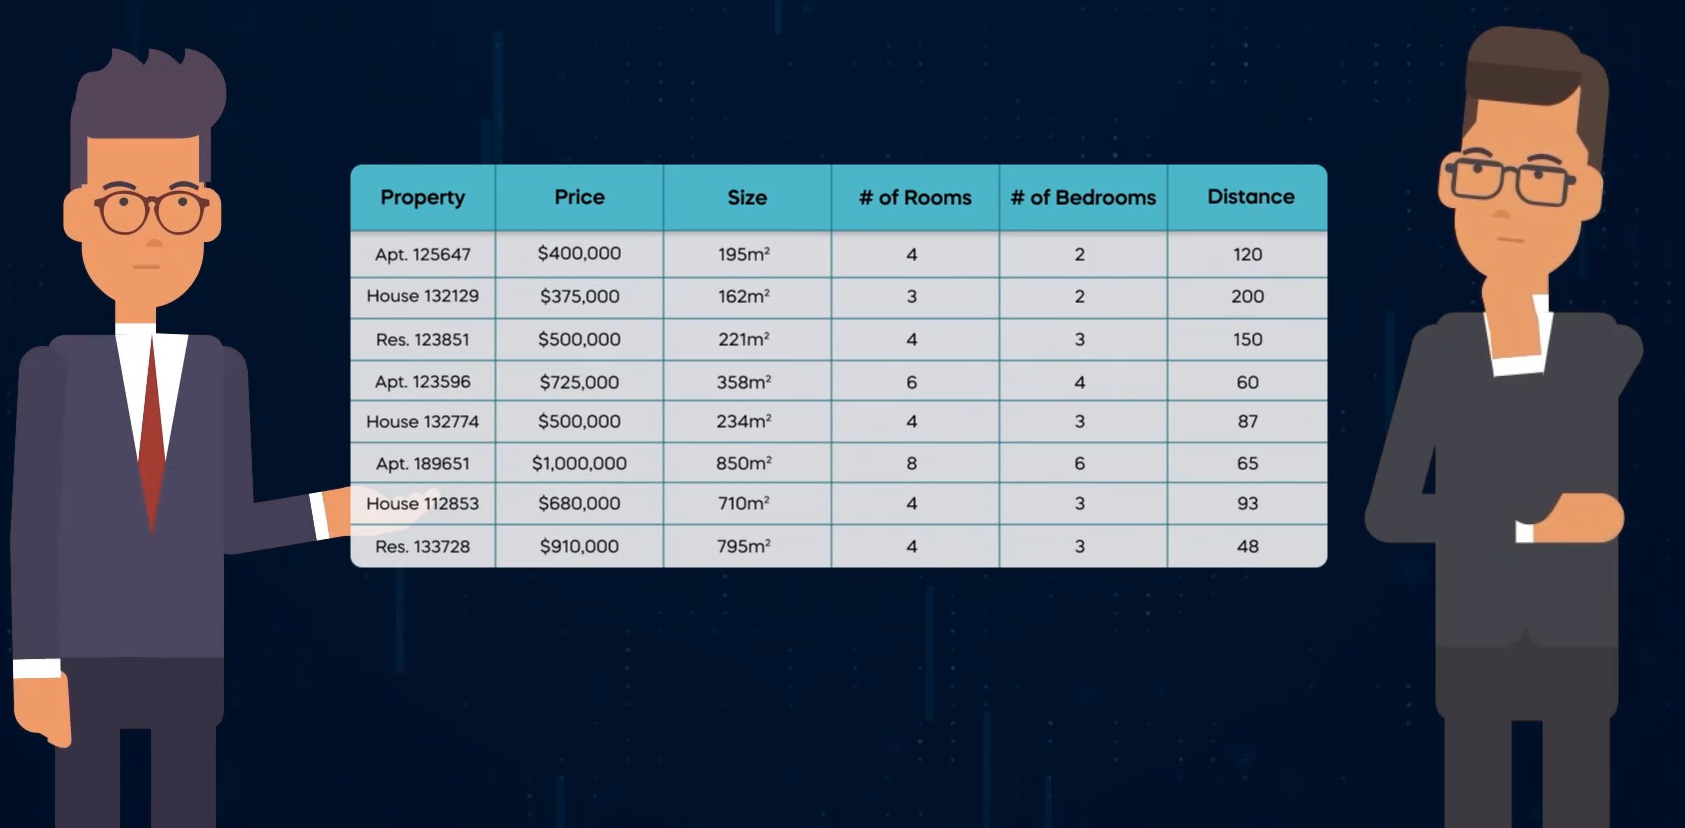 Property Price Size # of Rooms # of Bedrooms Distance
Apt. 125647 $400,000 195m² 4 2 120
House 132129 $375,000 162m² 3 2 200
Res. 123851 $500,000 221m² 4 3 150
Apt. 123596 $725,000 358m² 6 4 60
House 132774 $500,000 234m² 4 3 87
Apt. 189651 $1,000,000 850m² 8 6 65
House 112853 $680,000 710m² 4 3 93
Res. 133728 $910,000 795m² 4 3 48